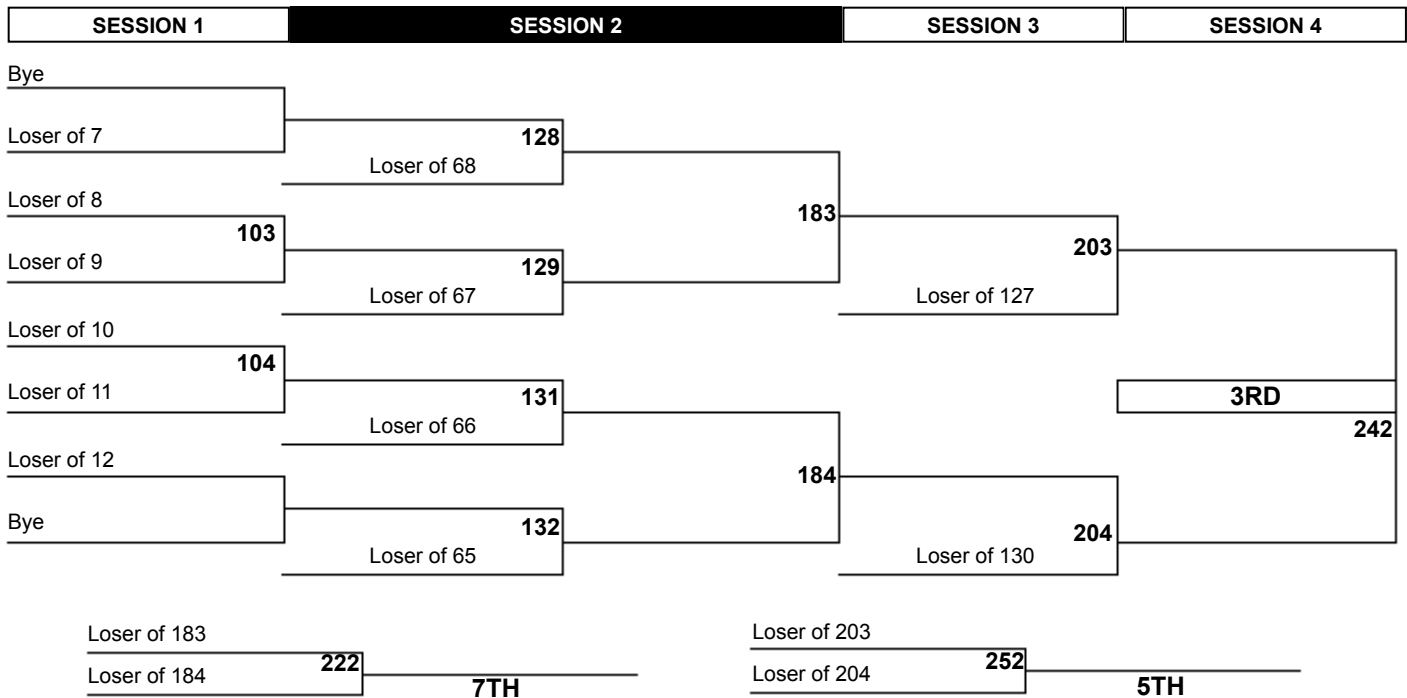 SESSION 1 SESSION 2 SESSION 3 SESSION 4
Bye
Loser of 7 128
Loser of 68
Loser of 8 183
103 203
Loser of 9 129
Loser of 67 Loser of 127
Loser of 10
104
Loser of 11 131 3RD
Loser of 66 242
Loser of 12
184
Bye 132 204
Loser of 65 Loser of 130
Loser of 183 Loser of 203
222 252
Loser of 184 Loser of 204
7TH 5TH